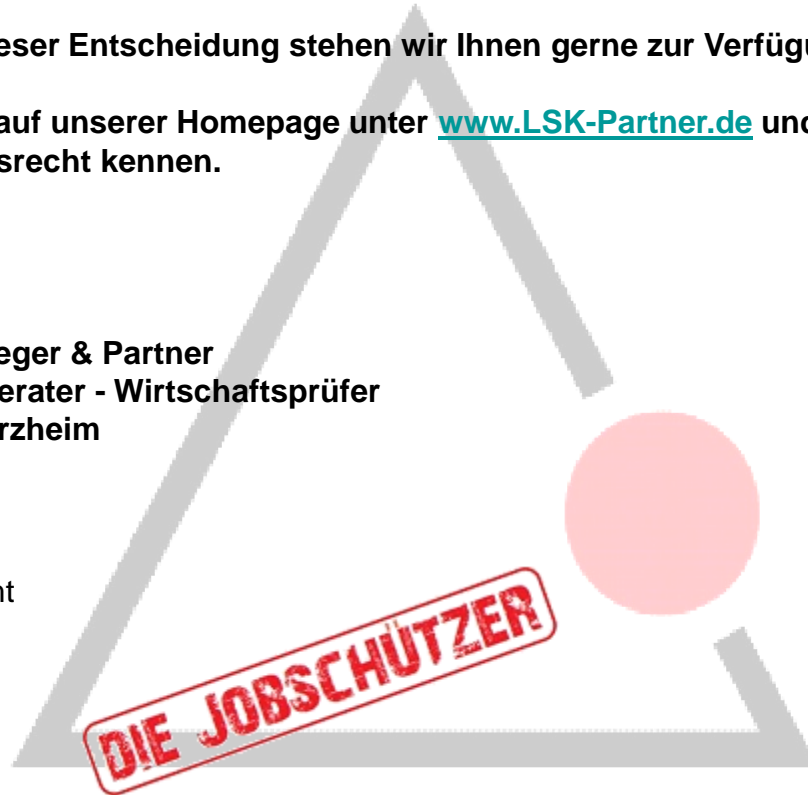 eser Entscheidung stehen wir Ihnen gerne zur Verfügu
auf unserer Homepage unter www.LSK-Partner.de und
srecht kennen.
eger & Partner
erater - Wirtschaftsprüfer
rzheim
nt
DIE JOBSCHÜTZER